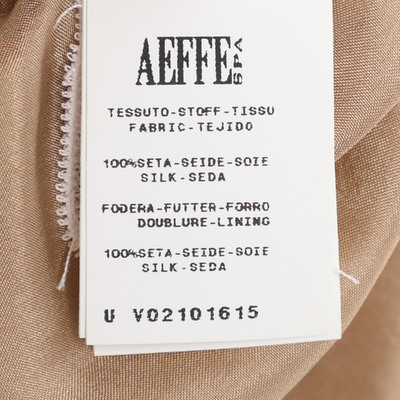 AEFFE SPA
TESSUTO-STOFF-TISSU
FABRIC-TEJIDO
100%SETA-SEIDE-SOIE
SILK-SEDA
FODERA-FUTTER-FORRO
DOUBLURE-LINING
100%SETA-SEIDE-SOIE
SILK-SEDA
U V02101615